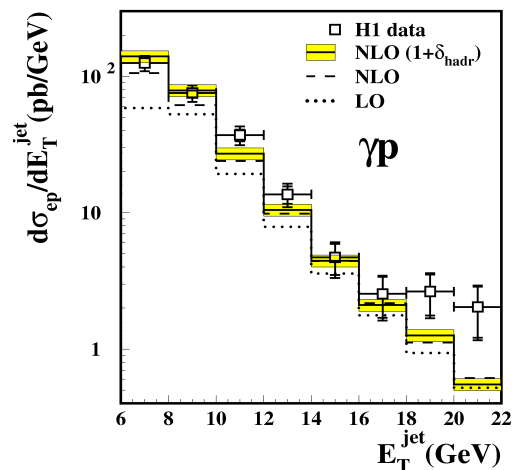 H1 data
NLO (1+δhadr)
NLO
LO
γp
dσep/dETjet(pb/GeV)
10²
10
1
6 8 10 12 14 16 18 20 22
ETjet(GeV)